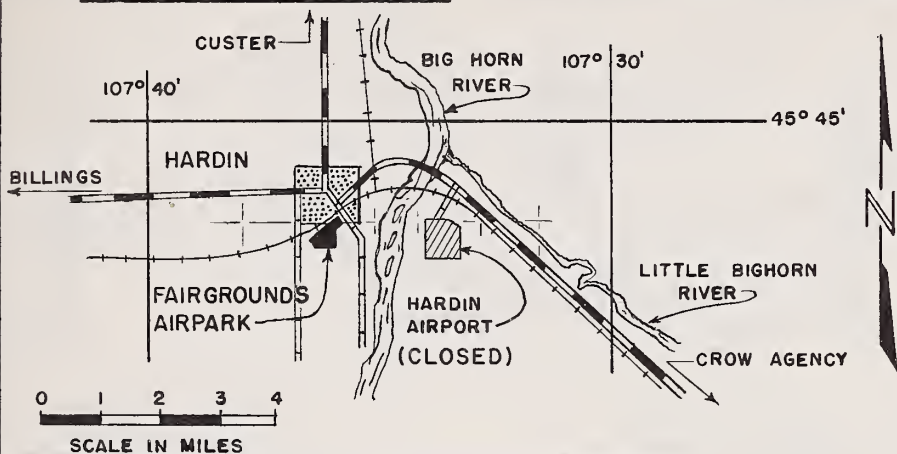 CUSTER
BIG HORN
RIVER
107° 30'
107° 40'
45° 45'
HARDIN
BILLINGS
N
LITTLE BIGHORN
RIVER
FAIRGROUNDS
AIRPARK
HARDIN
AIRPORT
(CLOSED)
CROW AGENCY
0 1 2 3 4
SCALE IN MILES